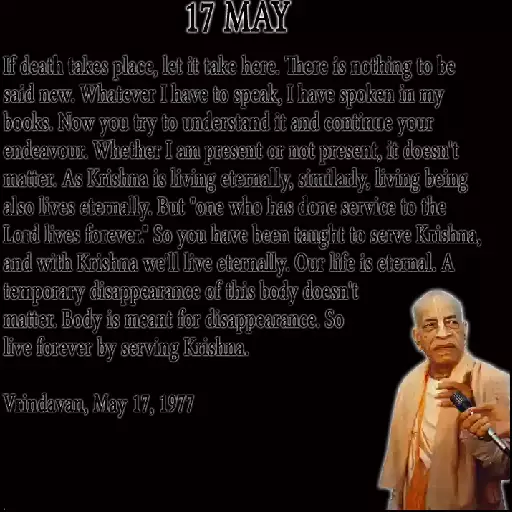 17 MAY
If death takes place, let it take here. There is nothing to be
said new. Whatever I have to speak, I have spoken in my
books. Now you try to understand it and continue your
endeavour. Whether I am present or not present, it doesn't
matter. As Krishna is living eternally, similarly, living being
also lives eternally. But "one who has done service to the
Lord lives forever." So you have been taught to serve Krishna,
and with Krishna we'll live eternally. Our life is eternal. A
temporary disappearance of this body doesn't
matter. Body is meant for disappearance. So
live forever by serving Krishna.
Vrindavan, May 17, 1977